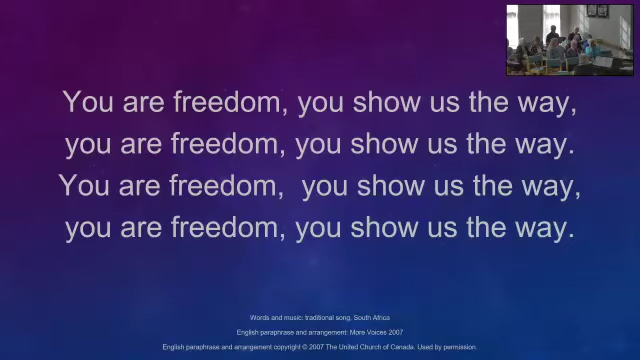 You are freedom, you show us the way,
you are freedom, you show us the way.
You are freedom, you show us the way,
you are freedom, you show us the way.
Words and music: traditional song, South Africa
English paraphrase and arrangement: More Voices 2007
English paraphrase and arrangement copyright © 2007 The United Church of Canada. Used by permission.